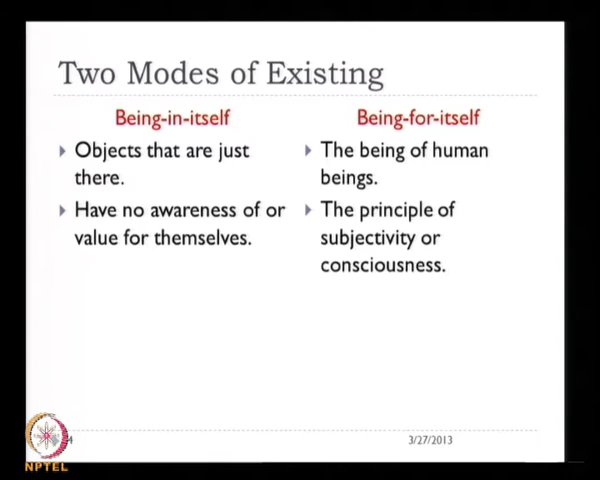 Two Modes of Existing
Being-in-itself
Objects that are just
there.
Have no awareness of or
value for themselves.
Being-for-itself
The being of human
beings.
The principle of
subjectivity or
consciousness.
4
3/27/2013
NPTEL